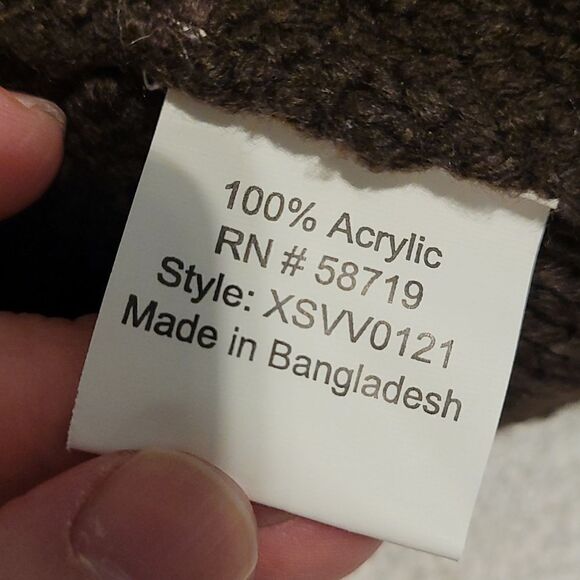 100% Acrylic
RN # 58719
Style: XSVV0121
Made in Bangladesh